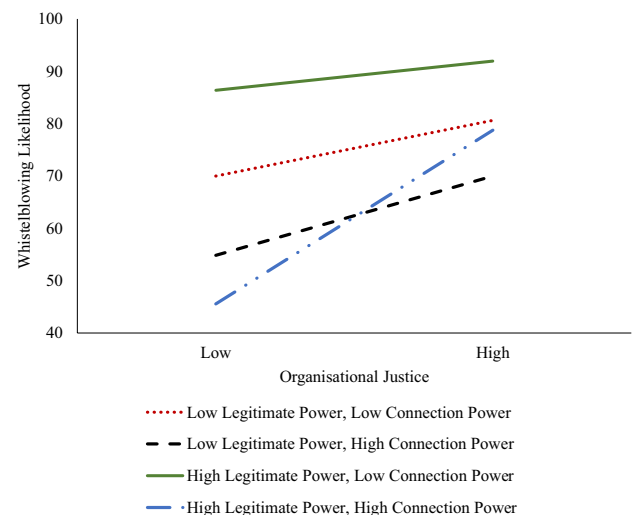 100
90
80
70
60
50
40
Whistelblowing Likelihood
Low High
Organisational Justice
Low Legitimate Power, Low Connection Power
Low Legitimate Power, High Connection Power
High Legitimate Power, Low Connection Power
High Legitimate Power, High Connection Power